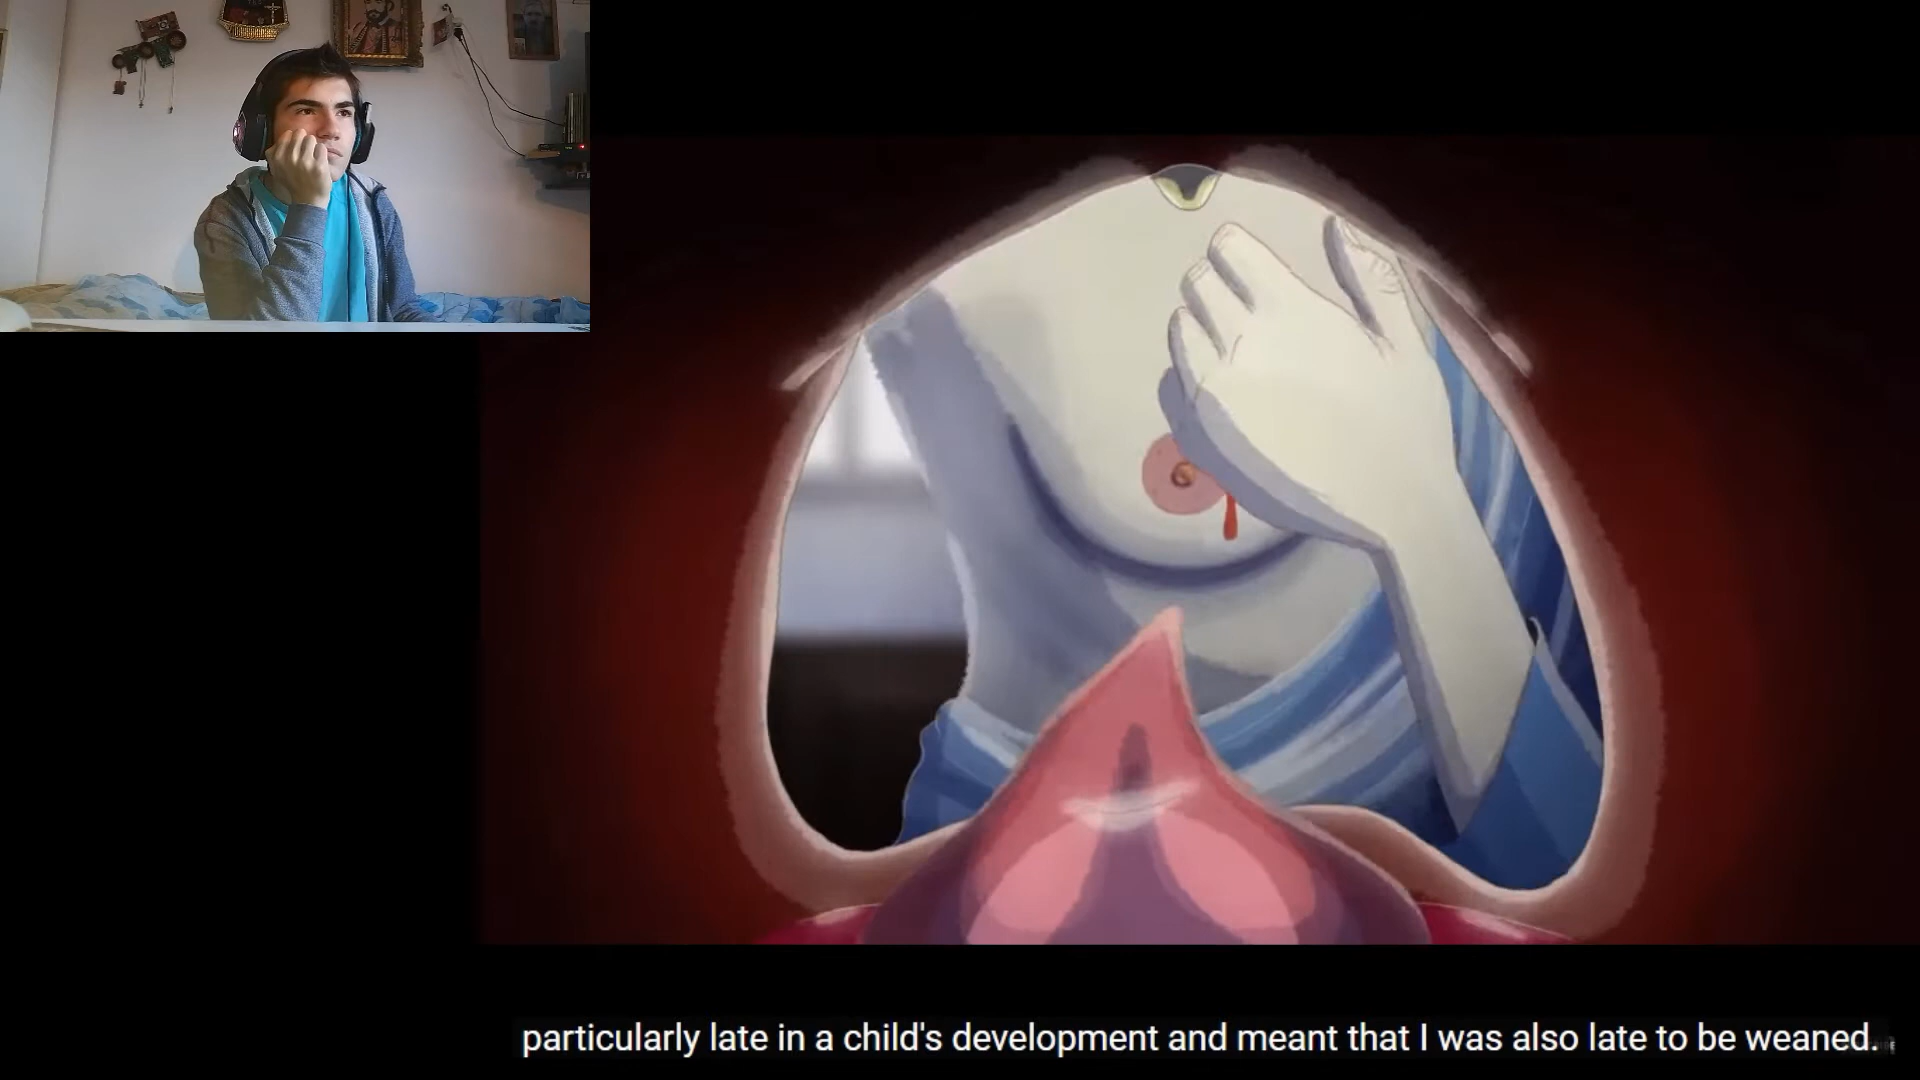 particularly late in a child's development and meant that I was also late to be weaned.